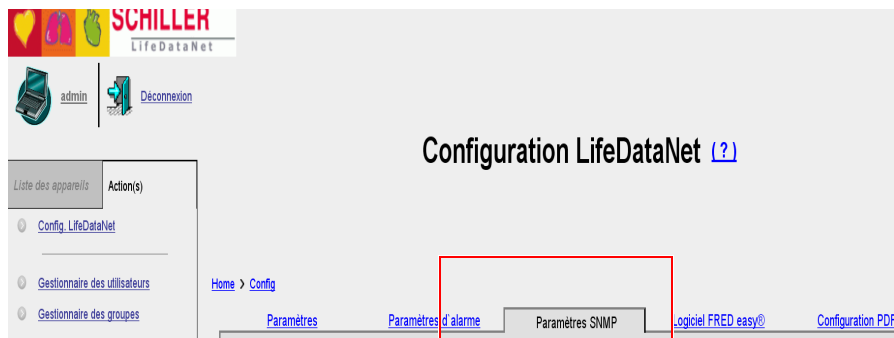 SCHILLER
LifeDataNet
admin
Déconnexion
Configuration LifeDataNet (?)
Liste des appareils
Action(s)
Config. LifeDataNet
Gestionnaire des utilisateurs
Gestionnaire des groupes
Home > Config
Paramètres
Paramètres d`alarme
Paramètres SNMP
Logiciel FRED easy®
Configuration PDF